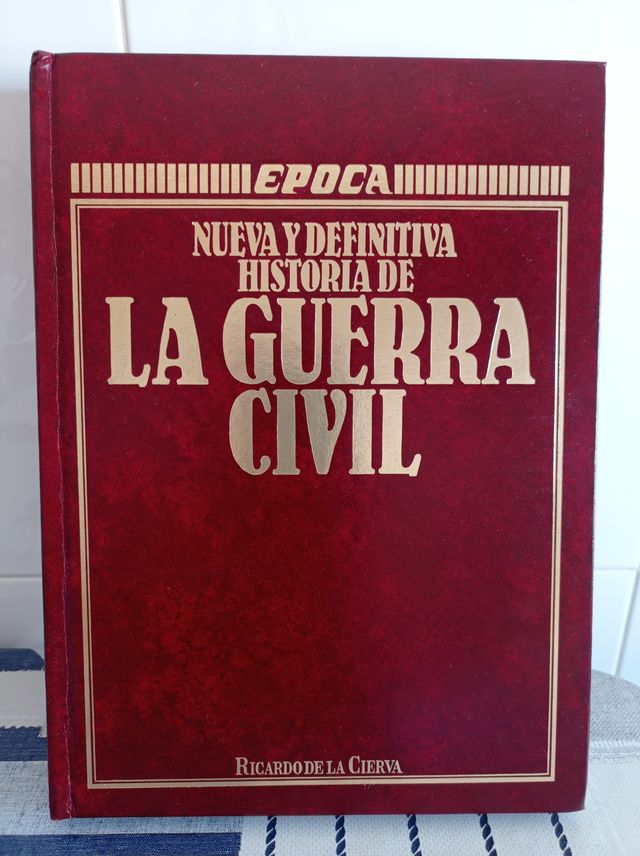 EPOCA
NUEVA Y DEFINITIVA
HISTORIA DE
LA GUERRA
CIVIL
RICARDO DE LA CIERVA